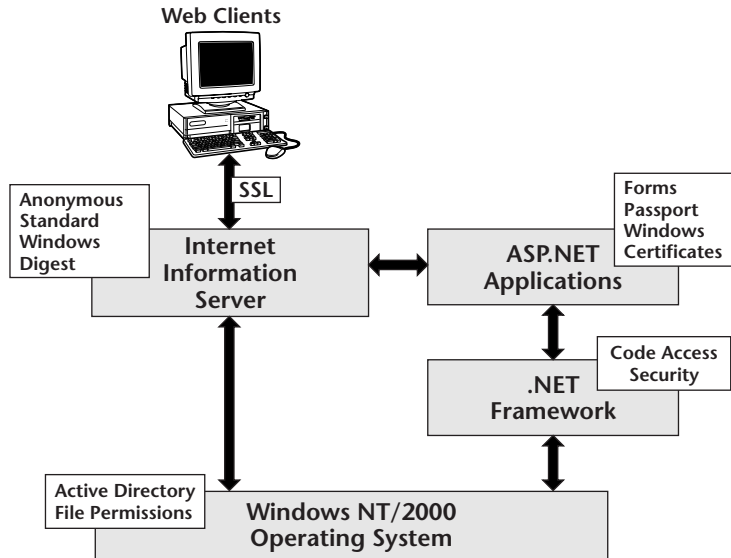 Web Clients
SSL
Anonymous
Standard
Windows
Digest
Internet
Information
Server
Forms
Passport
Windows
Certificates
ASP.NET
Applications
Code Access
Security
.NET
Framework
Active Directory
File Permissions
Windows NT/2000
Operating System